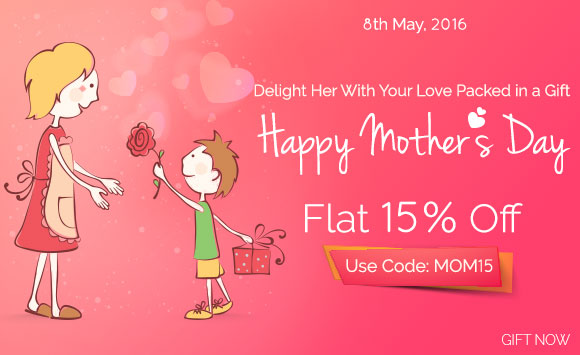 8th May, 2016
Delight Her With Your Love Packed in a Gift
Happy Mother's Day
Flat 15% Off
Use Code: MOM15
GIFT NOW